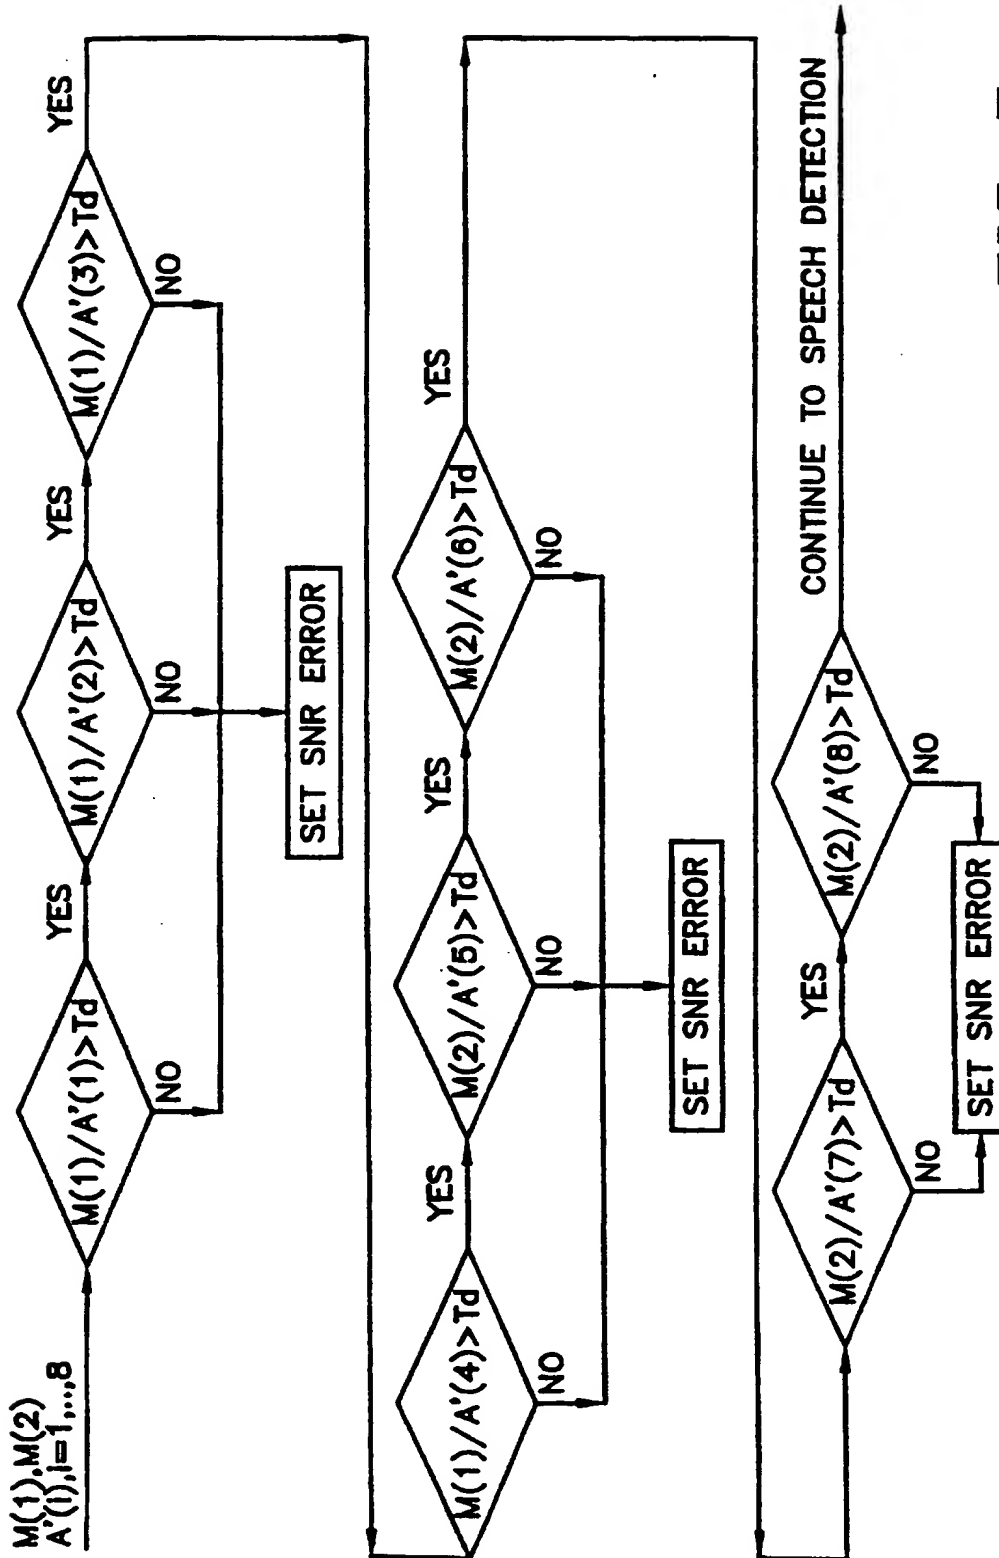 M(1),M(2)
A'(i),i=1,..,8
M(1)/A'(1)>Td
YES
NO
M(1)/A'(2)>Td
YES
NO
M(1)/A'(3)>Td
YES
NO
SET SNR ERROR
M(1)/A'(4)>Td
YES
NO
M(2)/A'(5)>Td
YES
NO
M(2)/A'(6)>Td
YES
NO
SET SNR ERROR
M(2)/A'(7)>Td
YES
NO
M(2)/A'(8)>Td
NO
CONTINUE TO SPEECH DETECTION
SET SNR ERROR